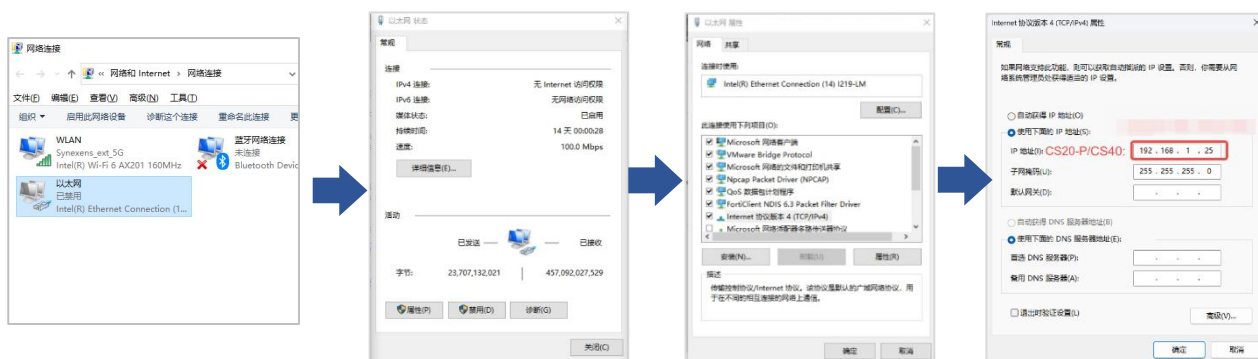 网络连接
« 网络和 Internet › 网络连接
文件(F) 编辑(E) 查看(V) 高级(N) 工具(T)
组织 启用此网络设备 诊断这个连接 重命名此连接 更
WLAN
Synexens_ext_5G
Intel(R) Wi-Fi 6 AX201 160MHz
蓝牙网络连接
未连接
Bluetooth Devic
以太网
已禁用
Intel(R) Ethernet Connection (1...
以太网 状态
常规
连接
IPv4 连接: 无 Internet 访问权限
IPv6 连接: 无网络访问权限
媒体状态: 已启用
持续时间: 14 天 00:00:28
速度: 100.0 Mbps
详细信息(E)...
活动
已发送 — — 已接收
字节: 23,707,132,021 457,092,027,529
属性(P) 禁用(D) 诊断(G)
关闭(C)
以太网 属性
网络 共享
连接时使用:
Intel(R) Ethernet Connection (14) I219-LM
配置(C)...
此连接使用下列项目(O):
Microsoft 网络客户端
VMware Bridge Protocol
Microsoft 网络的文件和打印机共享
Npcap Packet Driver (NPCAP)
QoS 数据包计划程序
FortiClient NDIS 6.3 Packet Filter Driver
Internet 协议版本 4 (TCP/IPv4)
Microsoft 网络适配器多路传送器协议
安装(N)... 卸载(U) 属性(R)
描述
传输控制协议/Internet 协议。该协议是默认的广域网络协议，用
于在不同的相互连接的网络上通信。
确定 取消
Internet 协议版本 4 (TCP/IPv4) 属性
常规
如果网络支持此功能，则可以获取自动指派的 IP 设置。否则，你需要从网
络系统管理员处获得适当的 IP 设置。
自动获得 IP 地址(O)
使用下面的 IP 地址(S):
IP 地址(I): CS20-P/CS40: 192 . 168 . 1 . 25
子网掩码(U): 255 . 255 . 255 . 0
默认网关(D): . . .
自动获得 DNS 服务器地址(B)
使用下面的 DNS 服务器地址(E):
首选 DNS 服务器(P): . . .
备用 DNS 服务器(A): . . .
退出时验证设置(L)
高级(V)...
确定 取消